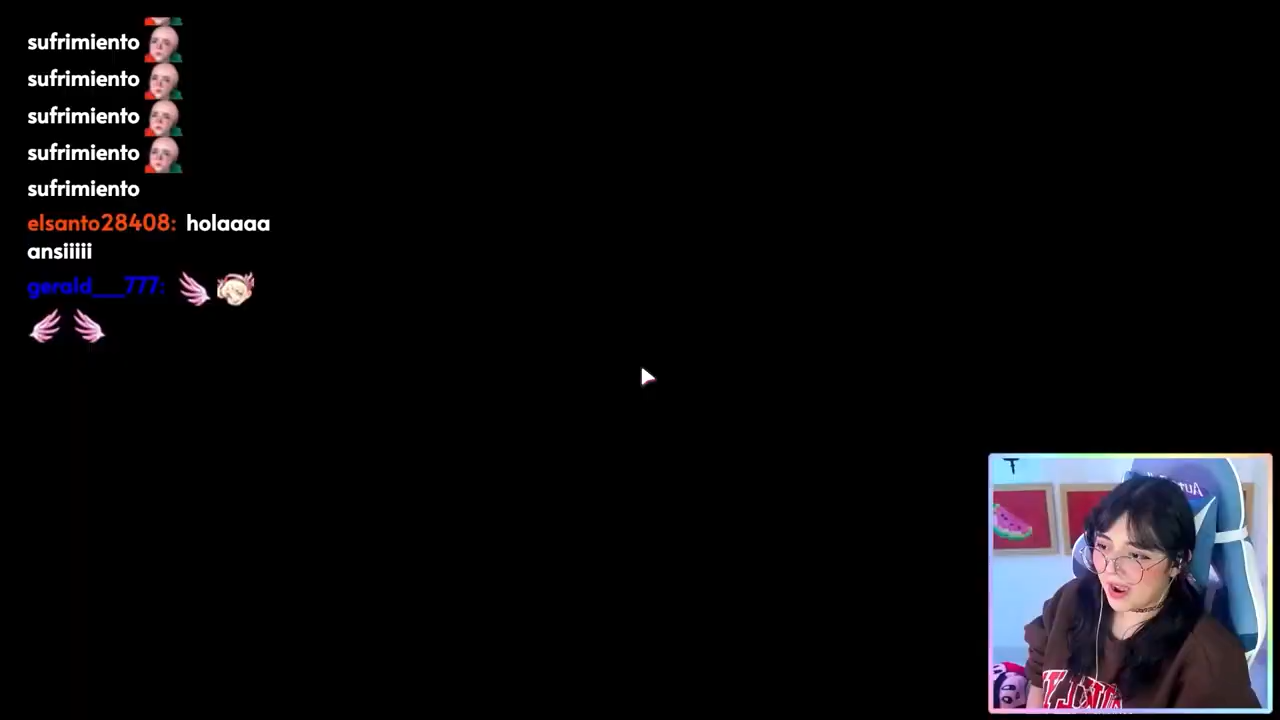 sufrimiento
sufrimiento
sufrimiento
sufrimiento
sufrimiento
elsanto28408: holaaaa
ansiiiii
gerald___777: